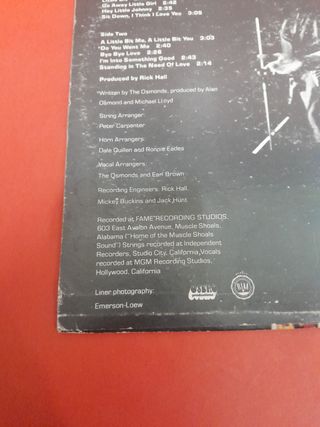 Go Away Little Girl 2:42
Hey Little Johnny 2:35
Sit Down, I Think I Love You 3:05
Side Two
A Little Bit Me, A Little Bit You 3:03
*Do You Want Me 2:40
Bye Bye Love 2:26
I'm Into Something Good 2:43
Standing in The Need Of Love 2:14
Produced by Rick Hall
*Written by The Osmonds, produced by Alan
Osmond and Michael Lloyd
String Arranger:
Peter Carpenter
Horn Arrangers:
Dale Quillen and Ronnie Eades
Vocal Arrangers:
The Osmonds and Earl Brown
Recording Engineers: Rick Hall,
Mickey Buckins and Jack Hunt
Recorded at FAME RECORDING STUDIOS,
603 East Avalon Avenue, Muscle Shoals,
Alabama ("Home of the Muscle Shoals
Sound") Strings recorded at Independent
Recorders, Studio City, California, Vocals
recorded at MGM Recording Studios,
Hollywood, California
Liner photography:
Emerson-Loew